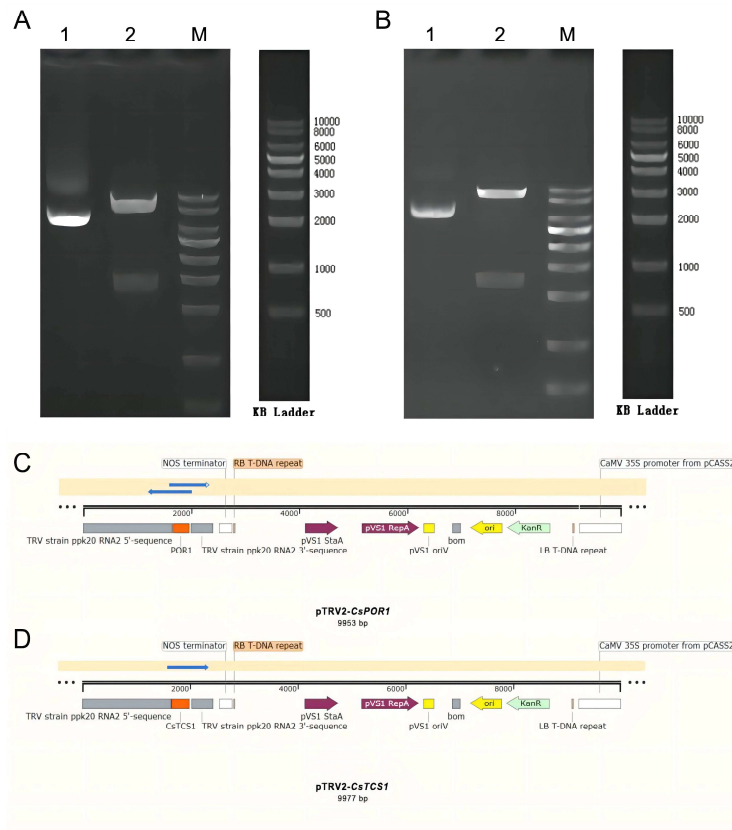 A
B
1 2 M
1 2 M
10000
8000
6000
5000
4000
3000
2000
1000
500
KB Ladder
10000
8000
6000
5000
4000
3000
2000
1000
500
KB Ladder
C
NOS terminator
RB T-DNA repeat
CaMV 35S promoter from pCASS2
2000
4000
6000
8000
pVS1 RepA
ori
KanR
TRV strain ppk20 RNA2 5'-sequence
pVS1 StaA
bom
POR1
TRV strain ppk20 RNA2 3'-sequence
pVS1 oriV
LB T-DNA repeat
pTRV2-CsPOR1
9953 bp
D
NOS terminator
RB T-DNA repeat
CaMV 35S promoter from pCASS2
2000
4000
6000
8000
pVS1 RepA
ori
KanR
TRV strain ppk20 RNA2 5'-sequence
pVS1 StaA
bom
CsTCS1
TRV strain ppk20 RNA2 3'-sequence
pVS1 oriV
LB T-DNA repeat
pTRV2-CsTCS1
9977 bp